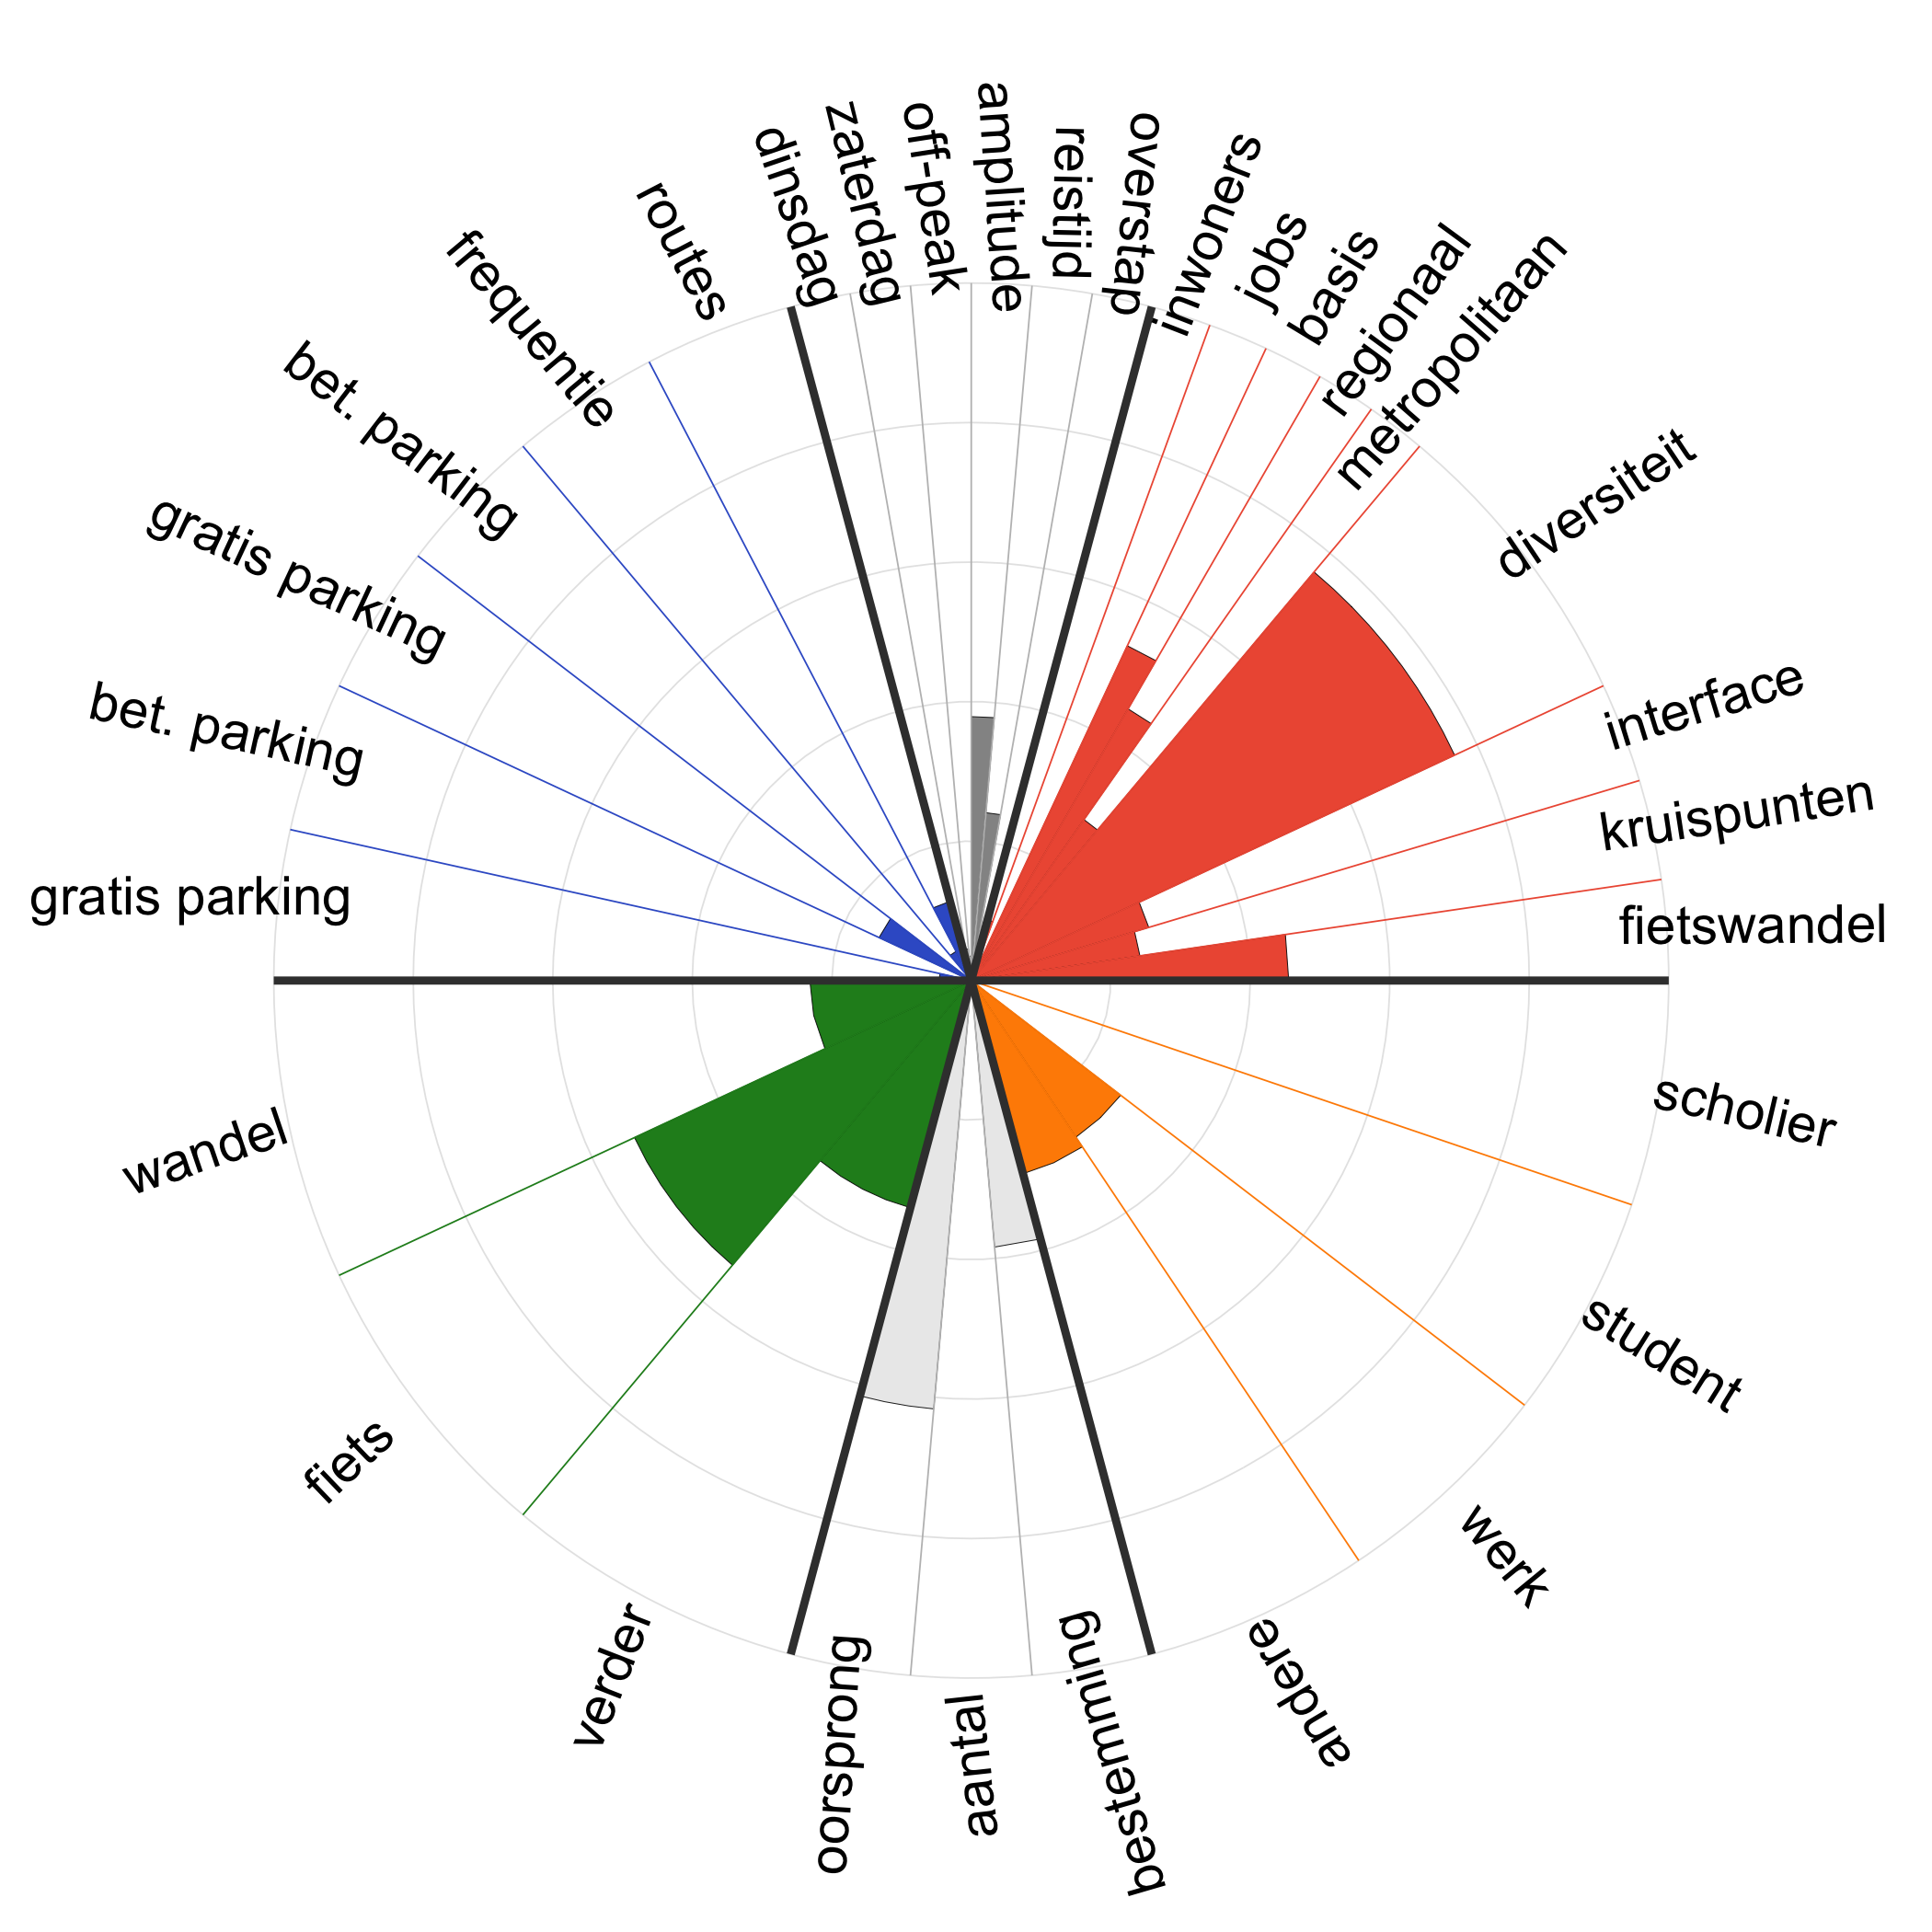 dinsdag
zaterdag
off-peak
amplitude
reistijd
overstap
inwoners
jobs
basis
regionaal
metropolitaan
diversiteit
interface
kruispunten
fietswandel
scholier
student
werk
andere
bestemming
aantal
oorsprong
verder
fiets
wandel
gratis parking
bet. parking
gratis parking
bet. parking
frequentie
routes